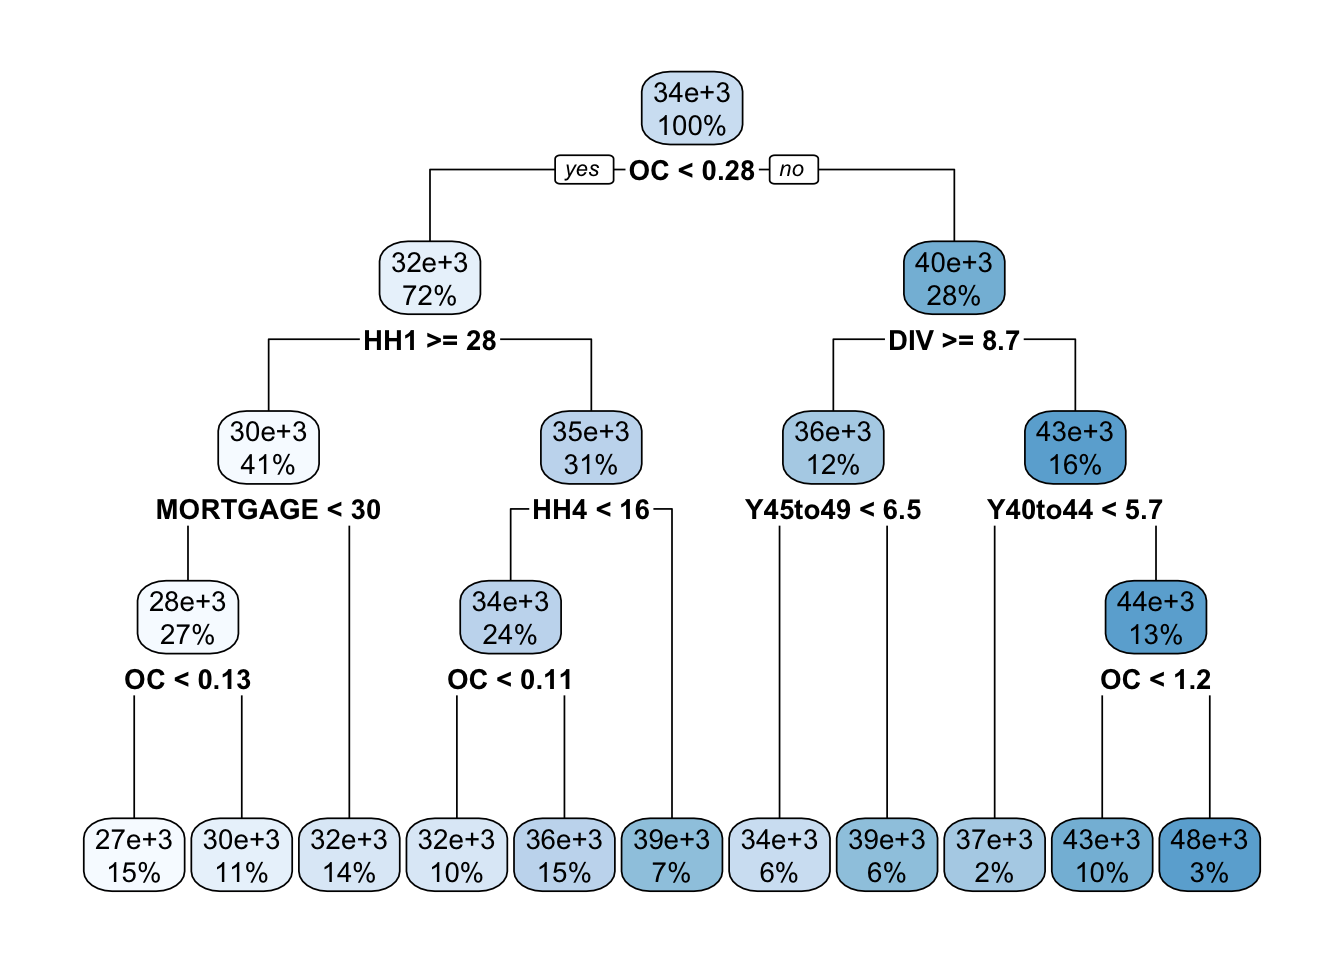 34e+3
100%
yes OC < 0.28 no
32e+3
72%
40e+3
28%
HH1 >= 28
DIV >= 8.7
30e+3
41%
35e+3
31%
36e+3
12%
43e+3
16%
MORTGAGE < 30
HH4 < 16
Y45to49 < 6.5
Y40to44 < 5.7
28e+3
27%
34e+3
24%
44e+3
13%
OC < 0.13
OC < 0.11
OC < 1.2
27e+3
15%
30e+3
11%
32e+3
14%
32e+3
10%
36e+3
15%
39e+3
7%
34e+3
6%
39e+3
6%
37e+3
2%
43e+3
10%
48e+3
3%